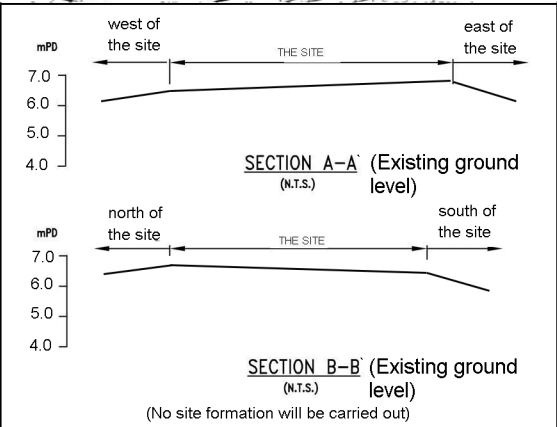 west of
the site
east of
the site
mPD
THE SITE
7.0
6.0
5.0
4.0
SECTION A-A` (Existing ground
(N.T.S.) level)
north of
the site
south of
the site
mPD
THE SITE
7.0
6.0
5.0
4.0
SECTION B-B` (Existing ground
(N.T.S.) level)
(No site formation will be carried out)